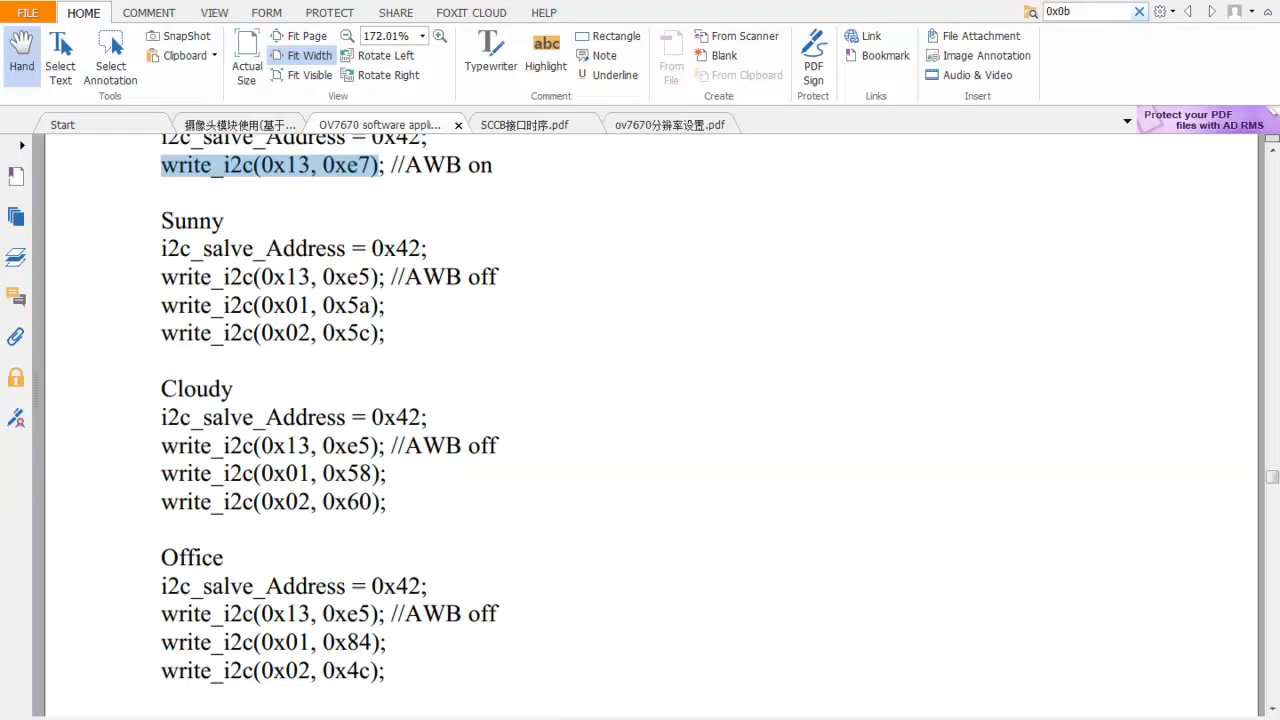 FILE HOME COMMENT VIEW FORM PROTECT SHARE FOXIT CLOUD HELP 0x0b
SnapShot Fit Page 172.01% Rectangle From Scanner Link File Attachment
Clipboard Fit Width Rotate Left Note Blank Bookmark Image Annotation
Hand Select Text Select Annotation Actual Size Fit Visible Rotate Right Typewriter Highlight Underline From File From Clipboard PDF Sign Audio & Video
Tools View Comment Create Protect Links Insert
Start 摄像头模块使用(基于... OV7670 software appli... SCCB接口时序.pdf ov7670分辨率设置.pdf Protect your PDF
files with AD RMS
i2c_salve_Address = 0x42;
write_i2c(0x13, 0xe7); //AWB on
Sunny
i2c_salve_Address = 0x42;
write_i2c(0x13, 0xe5); //AWB off
write_i2c(0x01, 0x5a);
write_i2c(0x02, 0x5c);
Cloudy
i2c_salve_Address = 0x42;
write_i2c(0x13, 0xe5); //AWB off
write_i2c(0x01, 0x58);
write_i2c(0x02, 0x60);
Office
i2c_salve_Address = 0x42;
write_i2c(0x13, 0xe5); //AWB off
write_i2c(0x01, 0x84);
write_i2c(0x02, 0x4c);